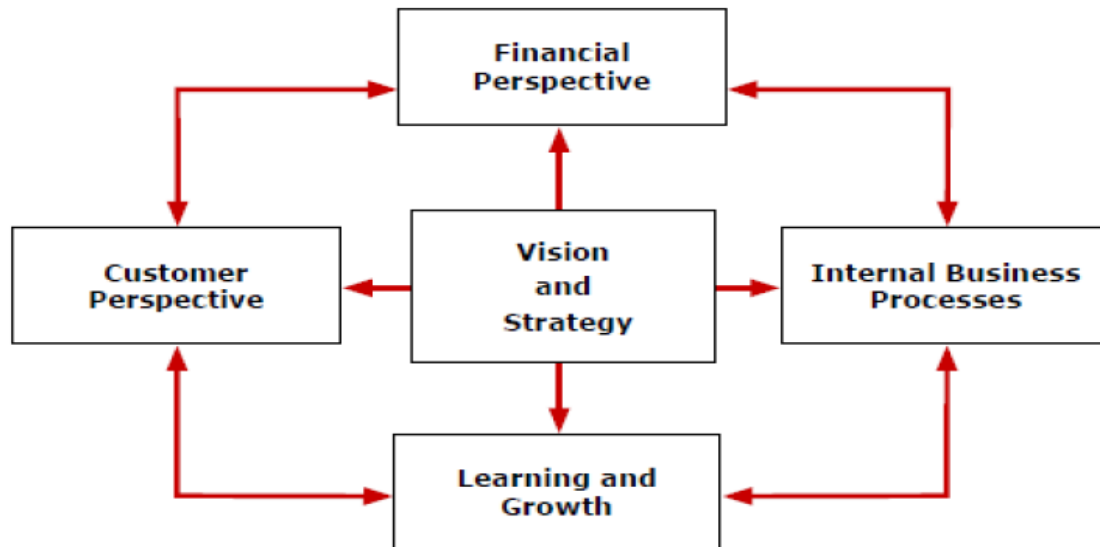 Financial
Perspective
Customer
Perspective
Vision
and
Strategy
Internal Business
Processes
Learning and
Growth